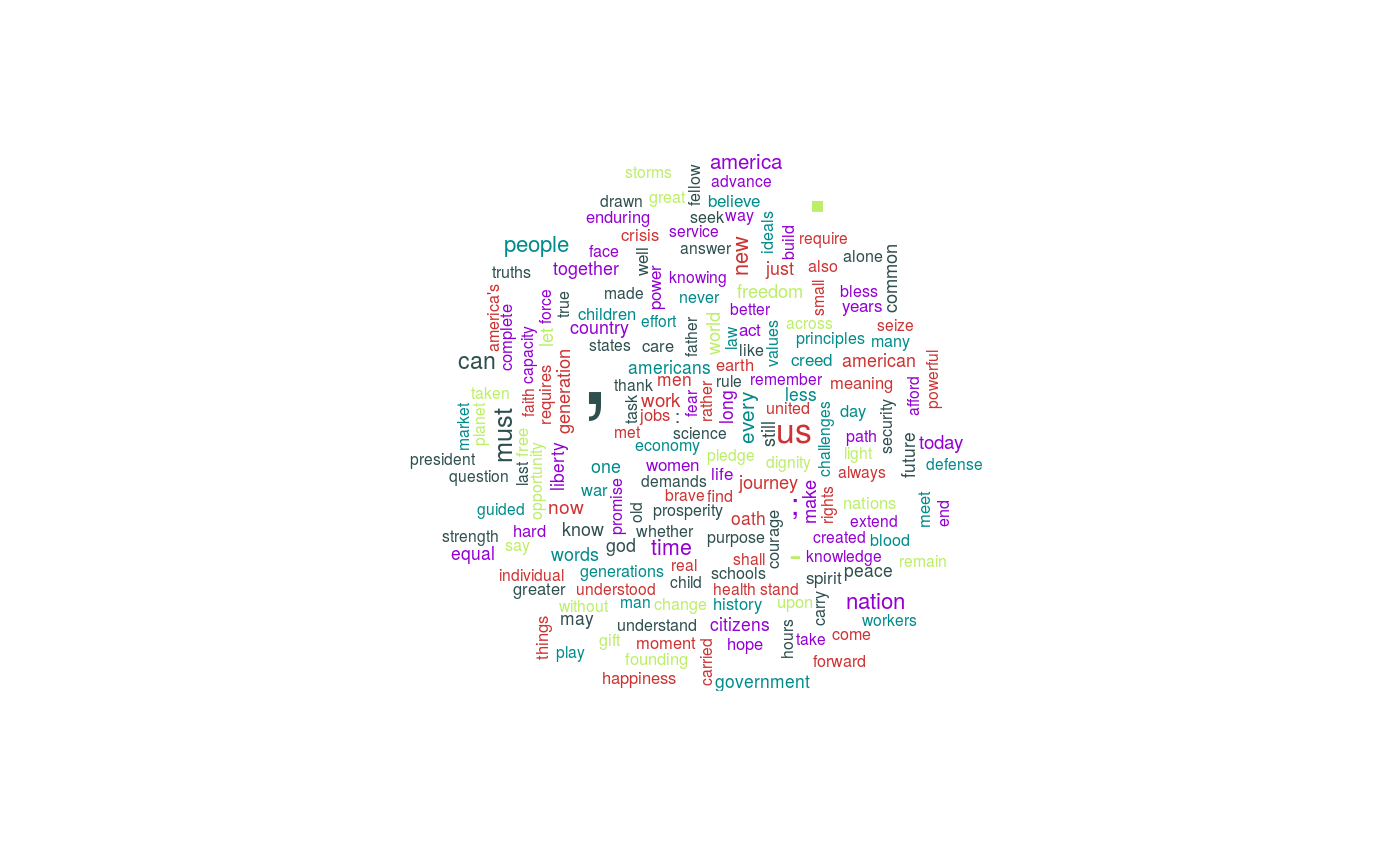 america
storms
fellow
advance
drawn
great
believe
.
enduring
seek
way
ideals
crisis
service
build
require
people
face
well
answer
new
alone
common
truths
together
power
knowing
just
also
america's
complete
force
true
made
never
freedom
small
bless
years
children
effort
better
country
father
world
law
act
values
across
seize
let
capacity
states
care
like
principles
many
can
americans
earth
creed
american
powerful
generation
requires
faith
taken
thank
men
rule
remember
meaning
afford
,
task
work
fear
rather
long
less
market
planet
must
jobs
:
every
united
day
security
met
science
still
us
challenges
path
today
free
liberty
economy
president
pledge
dignity
light
future
defense
question
last
opportunity
one
women
life
always
demands
journey
guided
now
war
promise
old
brave
find
prosperity
;
make
rights
nations
meet
end
oath
extend
strength
hard
know
whether
purpose
courage
created
blood
equal
say
words
god
time
shall
-
knowledge
remain
individual
generations
real
schools
spirit
peace
greater
understood
child
health
stand
without
man
change
history
upon
carry
nation
things
may
understand
citizens
hours
workers
play
gift
moment
hope
take
come
founding
carried
forward
happiness
government